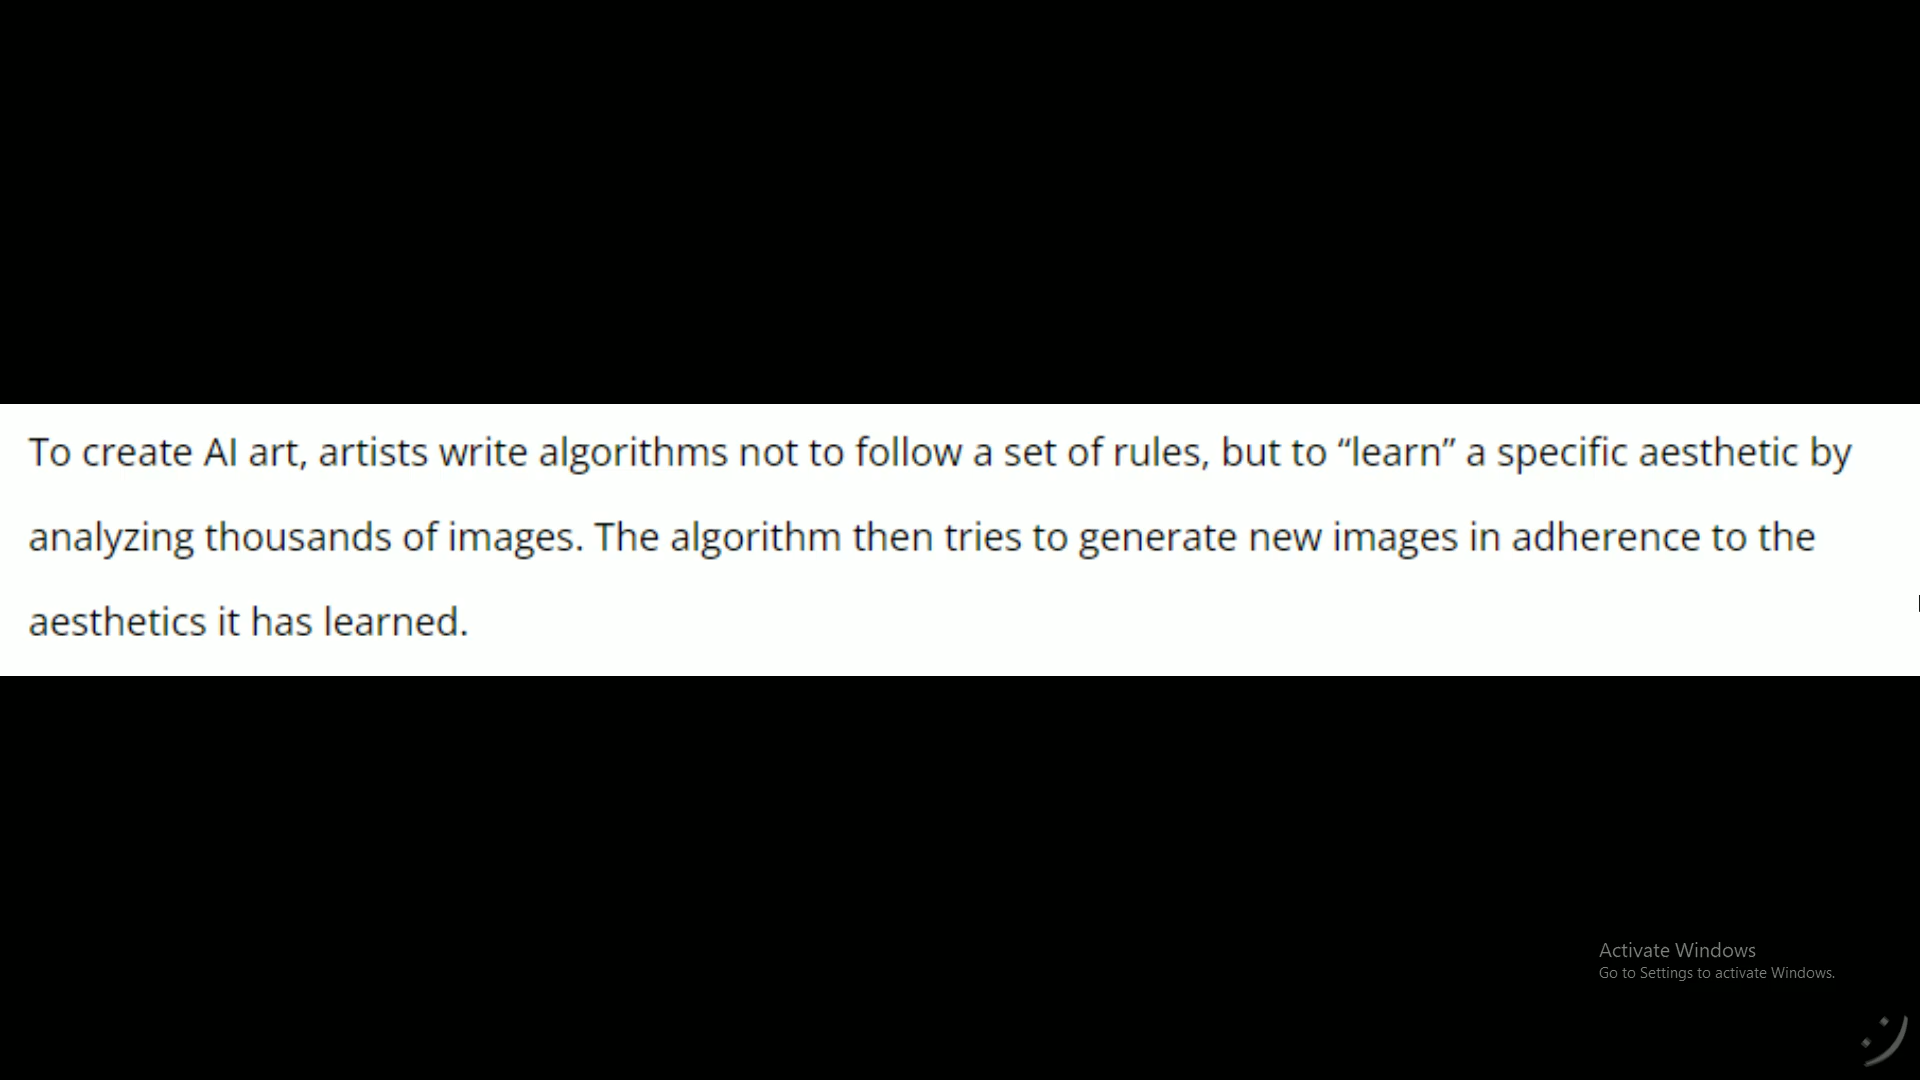 To create AI art, artists write algorithms not to follow a set of rules, but to “learn” a specific aesthetic by
analyzing thousands of images. The algorithm then tries to generate new images in adherence to the
aesthetics it has learned.
Activate Windows
Go to Settings to activate Windows.